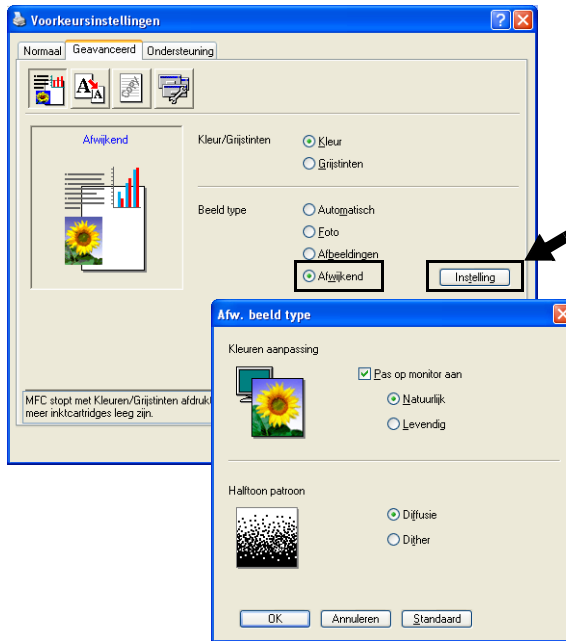 Voorkeursinstellingen
Normaal Geavanceerd Ondersteuning
Afwijkend
Kleur/Grijstinten
Kleur
Grijstinten
Beeld type
Automatisch
Foto
Afbeeldingen
Afwijkend
Instelling
MFC stopt met Kleuren/Grijstinten afdruk
meer inktcartridges leeg zijn.
Afw. beeld type
Kleuren aanpassing
Pas op monitor aan
Natuurlijk
Levendig
Halftoon patroon
Diffusie
Dither
OK Annuleren Standaard